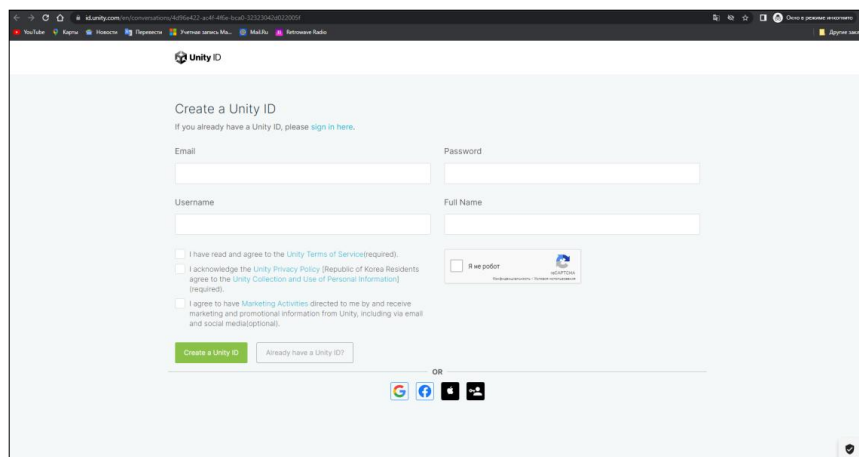 id.unity.com/en/conversations/4d96e422-ac4f-4f6e-bca0-32323043d022005f
Окно в режиме инкогнито
YouTube Карты Новости Перевести Учетная запись Ma... Mail.Ru Retrowave Radio
Другие зак
Unity ID
Create a Unity ID
If you already have a Unity ID, please sign in here.
Email Password
Username Full Name
I have read and agree to the Unity Terms of Service(required).
I acknowledge the Unity Privacy Policy [Republic of Korea Residents
agree to the Unity Collection and Use of Personal Information]
(required).
Я не робот
reCAPTCHA
Конфиденциальность - Условия использования
I agree to have Marketing Activities directed to me by and receive
marketing and promotional information from Unity, including via email
and social media(optional).
Create a Unity ID Already have a Unity ID?
OR